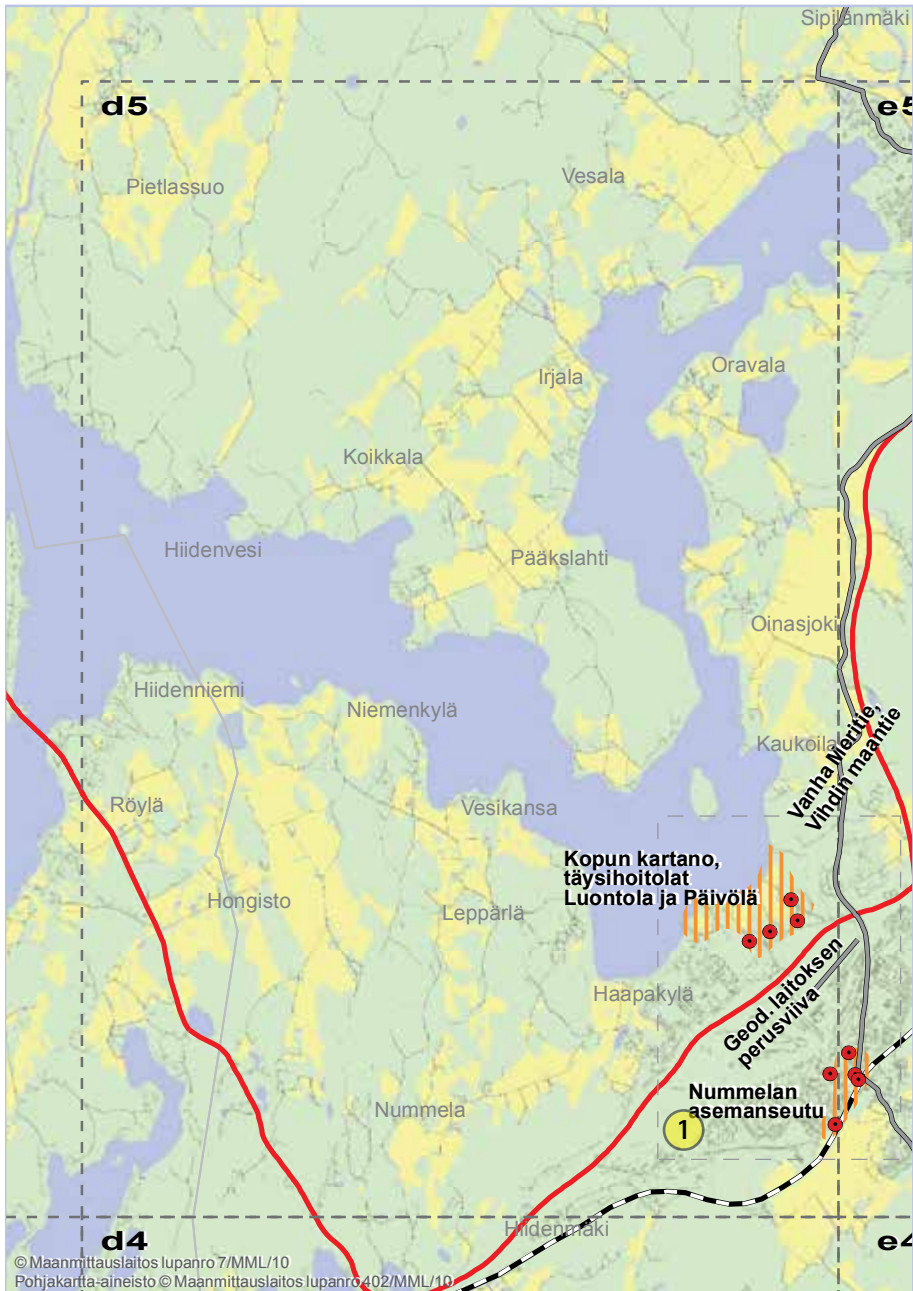 Sipilänmäki
d5
e5
Pietlassuo
Vesala
Oravala
Irjala
Koikkala
Hiidenvesi
Pääkslahti
Oinasjoki
Hiidenniemi
Niemenkylä
Kaukoila
Vanha Meritie,
Vihdin maantie
Röylä
Vesikansa
Kopun kartano,
täysihoitolat
Luontola ja Päivölä
Hongisto
Leppärlä
Haapakylä
Geod. laitoksen
perusviiva
Nummelan
asemanseutu
Nummela
1
Hiidenmäki
d4
e4
© Maanmittauslaitos lupanro 7/MML/10
Pohjakartta-aineisto © Maanmittauslaitos lupanro 402/MML/10